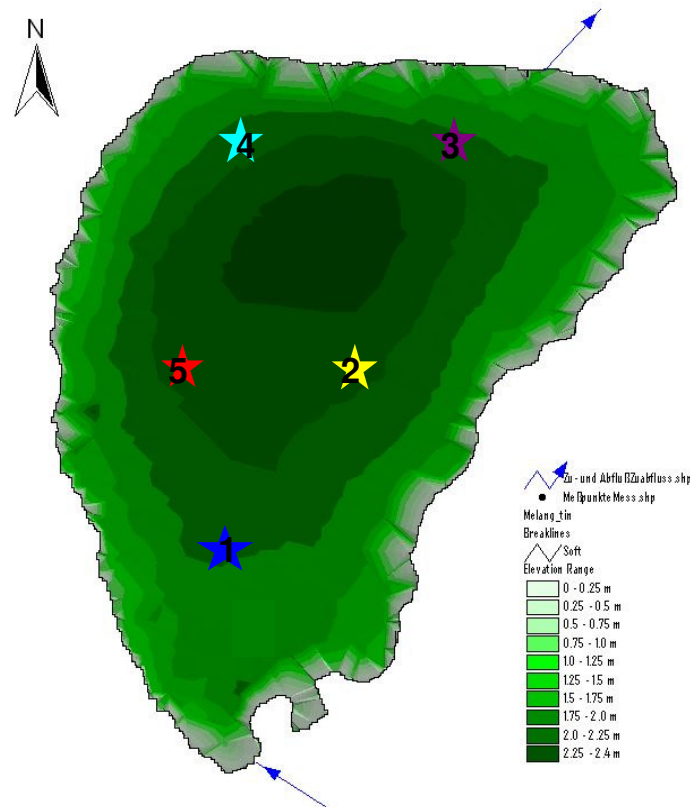 N
4
3
5
2
1
Zu- und AbflußZuabfluss.shp
Meßpunkte Mess.shp
Melang_tin
Breaklines
Soft
Elevation Range
0 - 0.25 m
0.25 - 0.5 m
0.5 - 0.75 m
0.75 - 1.0 m
1.0 - 1.25 m
1.25 - 1.5 m
1.5 - 1.75 m
1.75 - 2.0 m
2.0 - 2.25 m
2.25 - 2.4 m